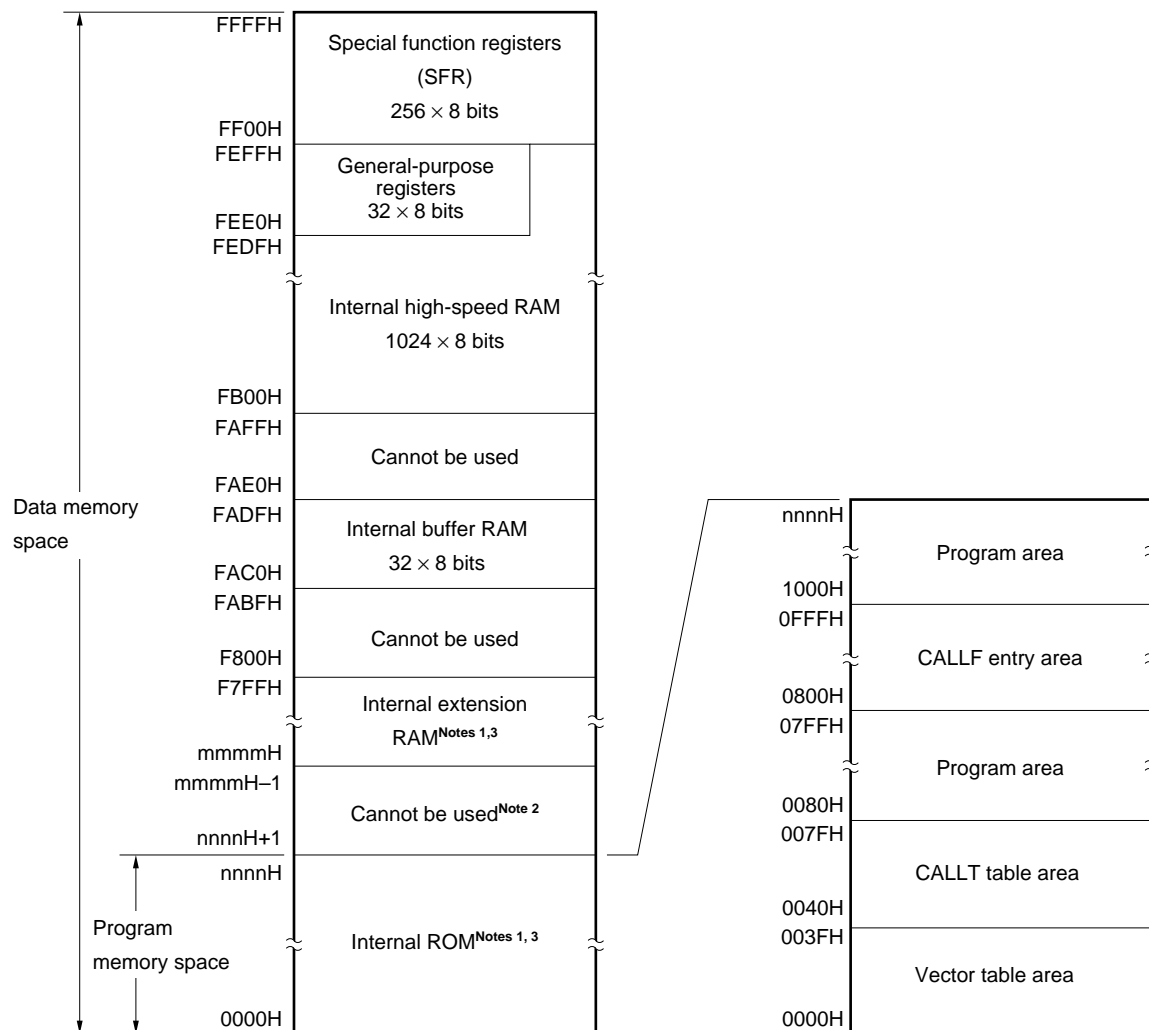 FFFFH
Special function registers
(SFR)
256 × 8 bits
FF00H
FEFFH
General-purpose
registers
32 × 8 bits
FEE0H
FEDFH
Internal high-speed RAM
1024 × 8 bits
FB00H
FAFFH
Cannot be used
FAE0H
FADFH
Internal buffer RAM
32 × 8 bits
FAC0H
FABFH
Cannot be used
F800H
F7FFH
Internal extension
RAMNotes 1,3
mmmmH
mmmmH–1
Cannot be usedNote 2
nnnnH+1
nnnnH
Internal ROMNotes 1, 3
0000H
Data memory
space
Program
memory space
nnnnH
Program area
1000H
0FFFH
CALLF entry area
0800H
07FFH
Program area
0080H
007FH
CALLT table area
0040H
003FH
Vector table area
0000H